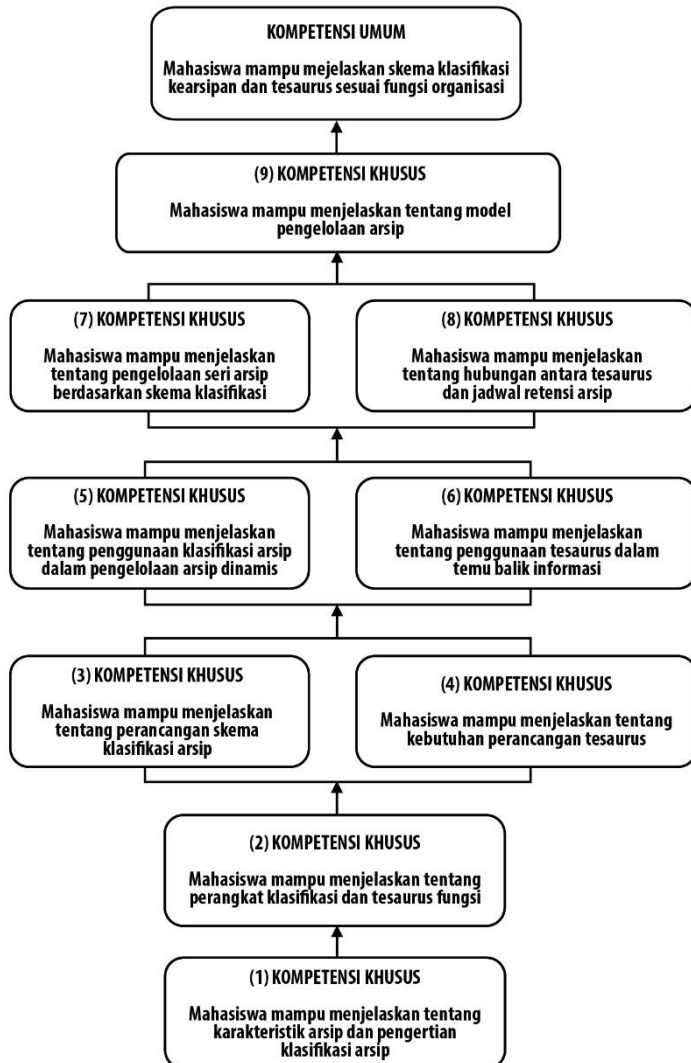 KOMPETENSI UMUM
Mahasiswa mampu mejelaskan skema klasifikasi
kearsipan dan tesaurus sesuai fungsi organisasi
(9) KOMPETENSI KHUSUS
Mahasiswa mampu menjelaskan tentang model
pengelolaan arsip
(7) KOMPETENSI KHUSUS
Mahasiswa mampu menjelaskan
tentang pengelolaan seri arsip
berdasarkan skema klasifikasi
(8) KOMPETENSI KHUSUS
Mahasiswa mampu menjelaskan
tentang hubungan antara tesaurus
dan jadwal retensi arsip
(5) KOMPETENSI KHUSUS
Mahasiswa mampu menjelaskan
tentang penggunaan klasifikasi arsip
dalam pengelolaan arsip dinamis
(6) KOMPETENSI KHUSUS
Mahasiswa mampu menjelaskan
tentang penggunaan tesaurus dalam
temu balik informasi
(3) KOMPETENSI KHUSUS
Mahasiswa mampu menjelaskan
tentang perancangan skema
klasifikasi arsip
(4) KOMPETENSI KHUSUS
Mahasiswa mampu menjelaskan tentang
kebutuhan perancangan tesaurus
(2) KOMPETENSI KHUSUS
Mahasiswa mampu menjelaskan tentang
perangkat klasifikasi dan tesaurus fungsi
(1) KOMPETENSI KHUSUS
Mahasiswa mampu menjelaskan tentang
karakteristik arsip dan pengertian
klasifikasi arsip